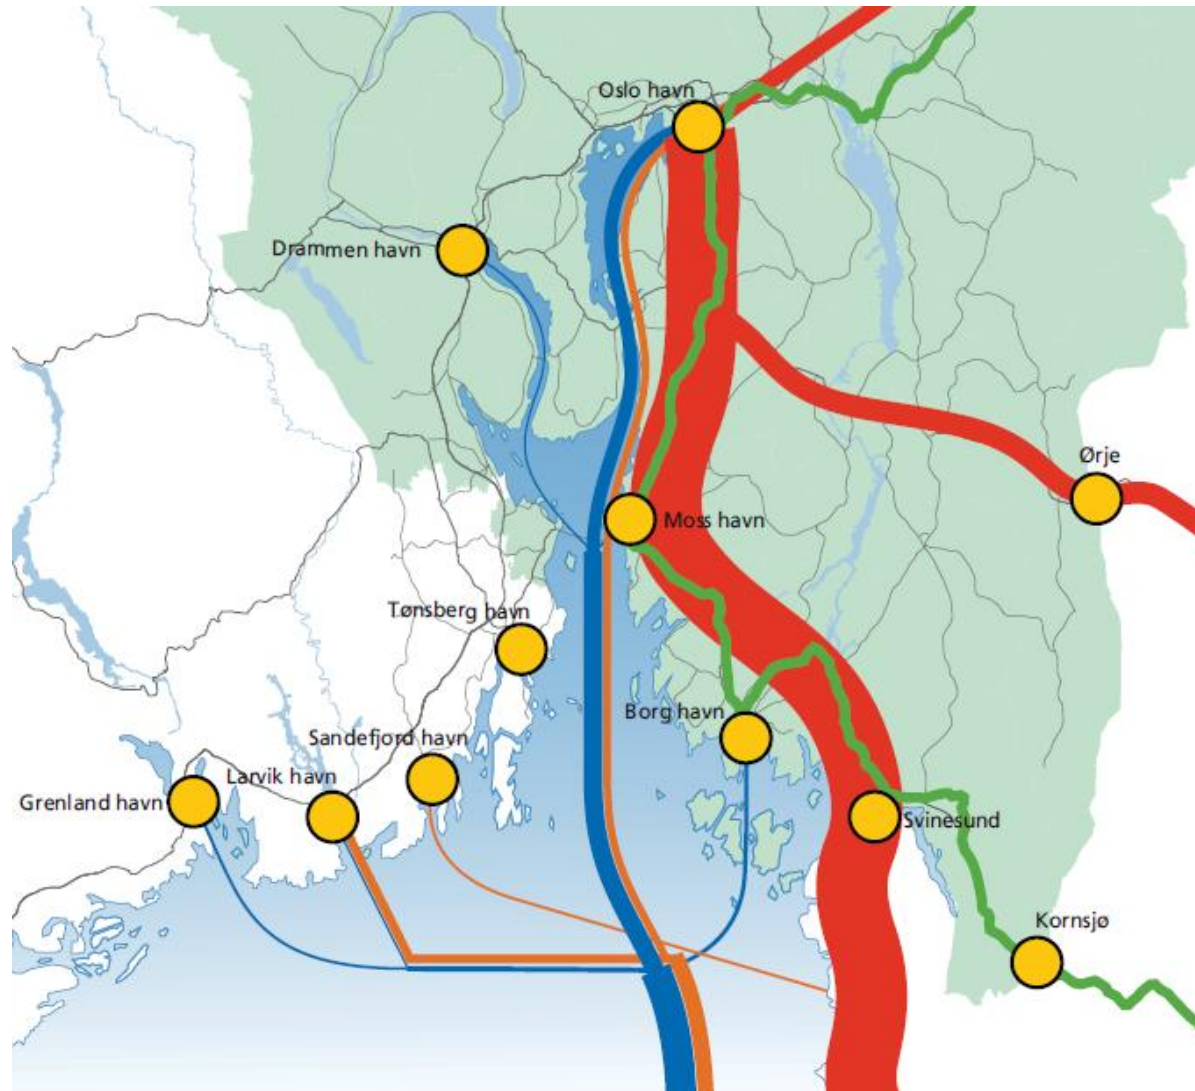 Oslo havn
Drammen havn
Ørje
Moss havn
Tønsberg havn
Borg havn
Sandefjord havn
Larvik havn
Grenland havn
Svinesund
Kornsjø